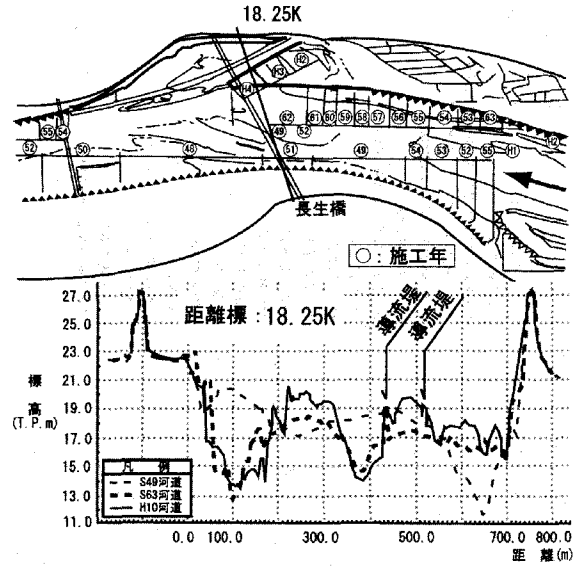 18.25K
H3 H2
H4
55 54
62 61 60 59 58 57 56 55 54 53 63
49 52
H2
52 50 48 51 49 54 53 52 55 H1
長生橋
○：施工年
27.0
距離標：18.25K
導流堤 導流堤
25.0
23.0
標
21.0
高
19.0
(T.P.m)
17.0
15.0
凡 例
S49河道
13.0
S63河道
H10河道
11.0
0.0 100.0 300.0 500.0 700.0 800.0
距 離(m)